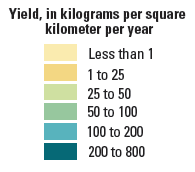 Yield, in kilograms per square
kilometer per year
Less than 1
1 to 25
25 to 50
50 to 100
100 to 200
200 to 800